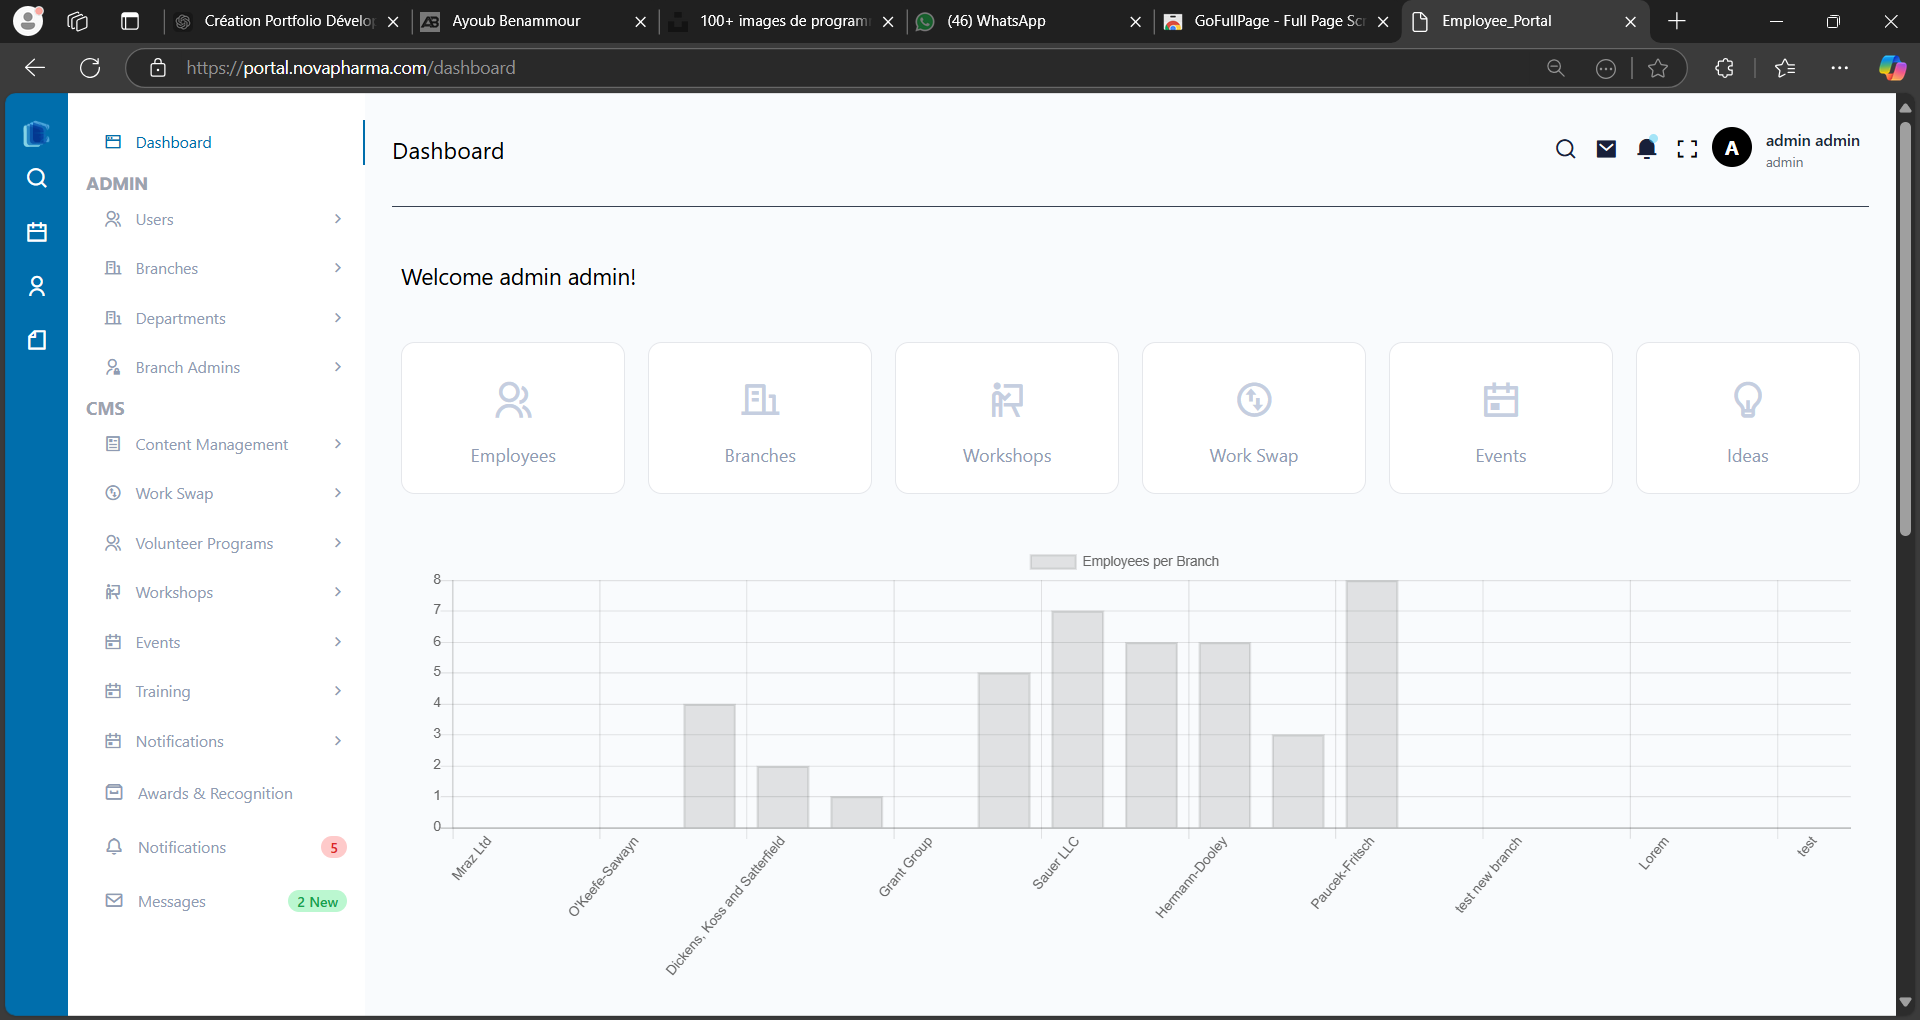 Création Portfolio Dévelop
Ayoub Benammour
100+ images de program
(46) WhatsApp
GoFullPage - Full Page Scr
Employee_Portal
https://portal.novapharma.com/dashboard
Dashboard
ADMIN
Users
Branches
Departments
Branch Admins
CMS
Content Management
Work Swap
Volunteer Programs
Workshops
Events
Training
Notifications
Awards & Recognition
Notifications 5
Messages 2 New
Dashboard
A
admin admin
admin
Welcome admin admin!
Employees
Branches
Workshops
Work Swap
Events
Ideas
Employees per Branch
8
7
6
5
4
3
2
1
0
Mraz Ltd
O'Keefe-Sawayn
Dickens, Koss and Satterfield
Grant Group
Sauer LLC
Hermann-Dooley
Paucek-Fritsch
test new branch
Lorem
test